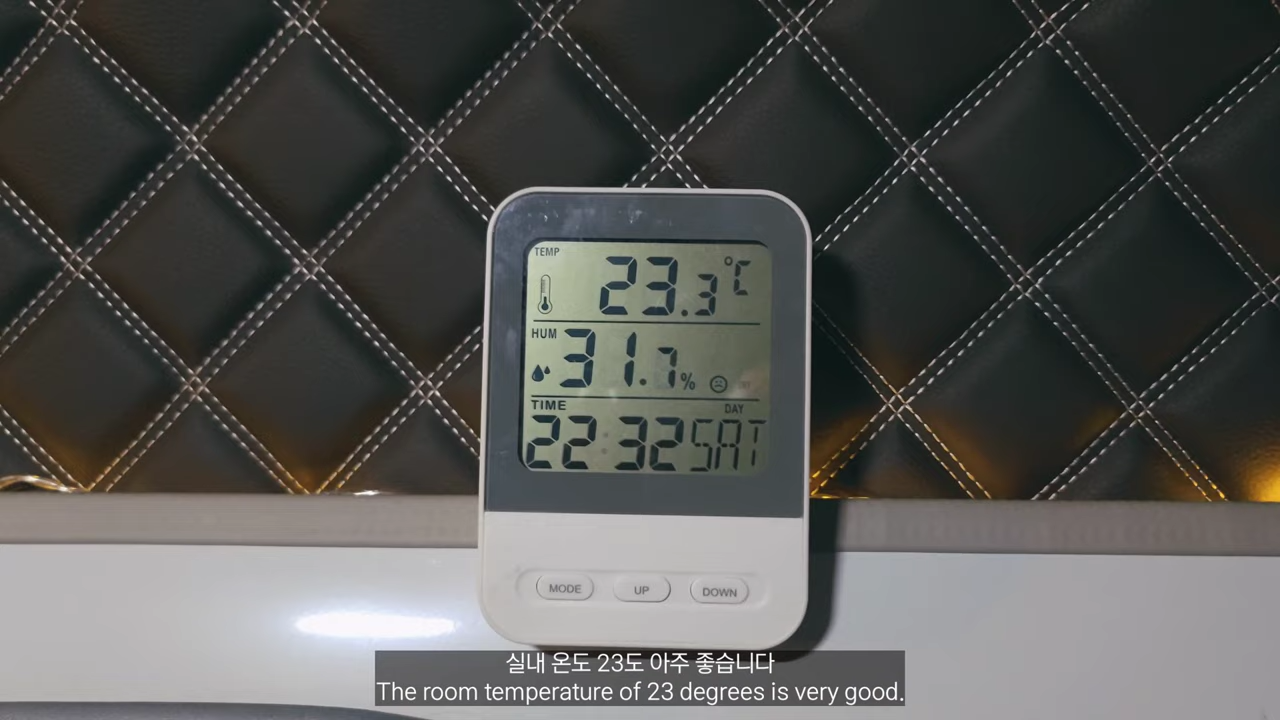 TEMP
23.3 °C
HUM
31.7 %
TIME
DAY
22:32 SAT
MODE UP DOWN
실내 온도 23도 아주 좋습니다
The room temperature of 23 degrees is very good.